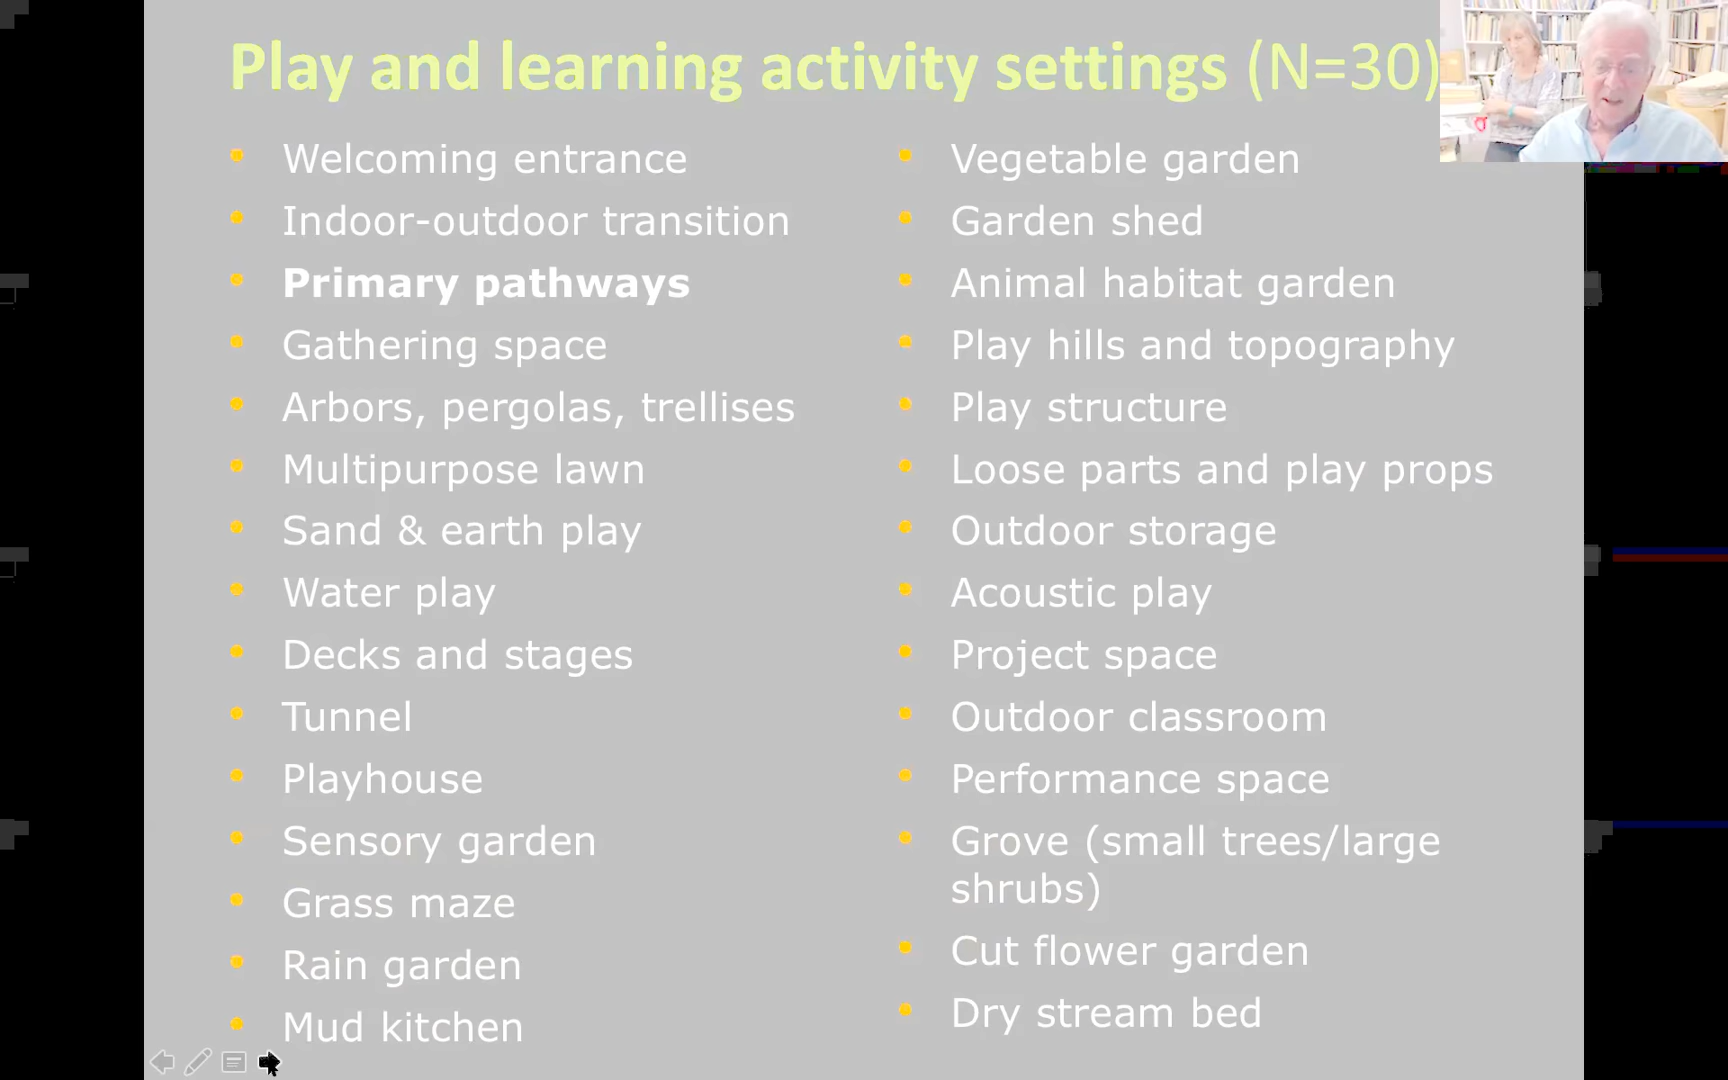 Play and learning activity settings (N=30)
Welcoming entrance
Indoor-outdoor transition
Primary pathways
Gathering space
Arbors, pergolas, trellises
Multipurpose lawn
Sand & earth play
Water play
Decks and stages
Tunnel
Playhouse
Sensory garden
Grass maze
Rain garden
Mud kitchen
Vegetable garden
Garden shed
Animal habitat garden
Play hills and topography
Play structure
Loose parts and play props
Outdoor storage
Acoustic play
Project space
Outdoor classroom
Performance space
Grove (small trees/large
shrubs)
Cut flower garden
Dry stream bed